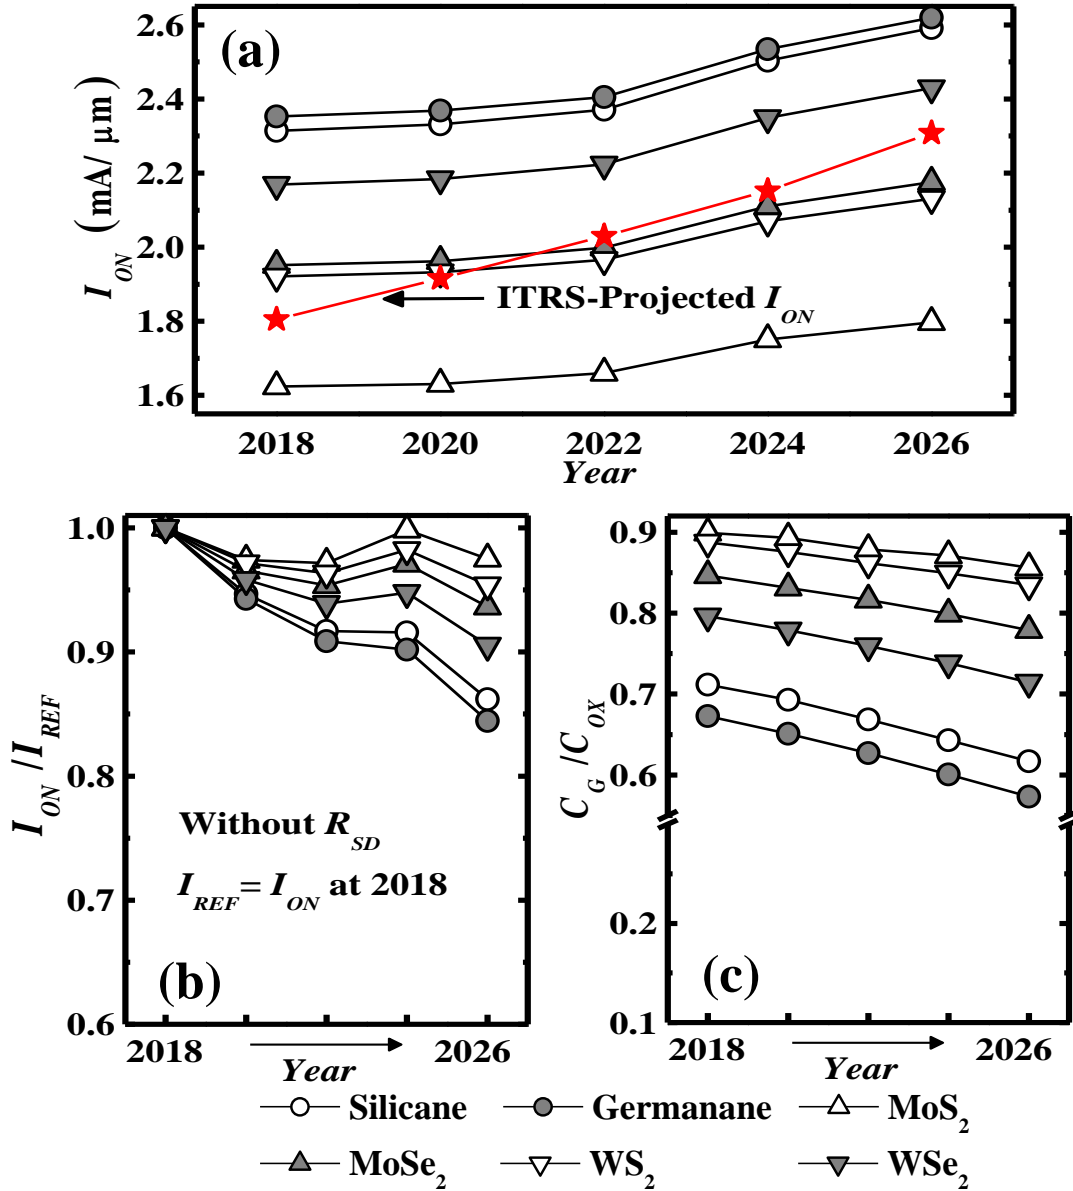 (a)
2.6
2.4
2.2
2.0
1.8
1.6
I_ON (mA/ μm)
ITRS-Projected I_ON
2018 2020 2022 2024 2026
Year
1.0
0.9
0.8
0.7
0.6
I_ON /I_REF
Without R_SD
I_REF = I_ON at 2018
(b)
2018 2026
Year
0.9
0.8
0.7
0.6
0.2
0.1
C_G /C_OX
(c)
2018 2026
Year
Silicane Germanane MoS₂
MoSe₂ WS₂ WSe₂